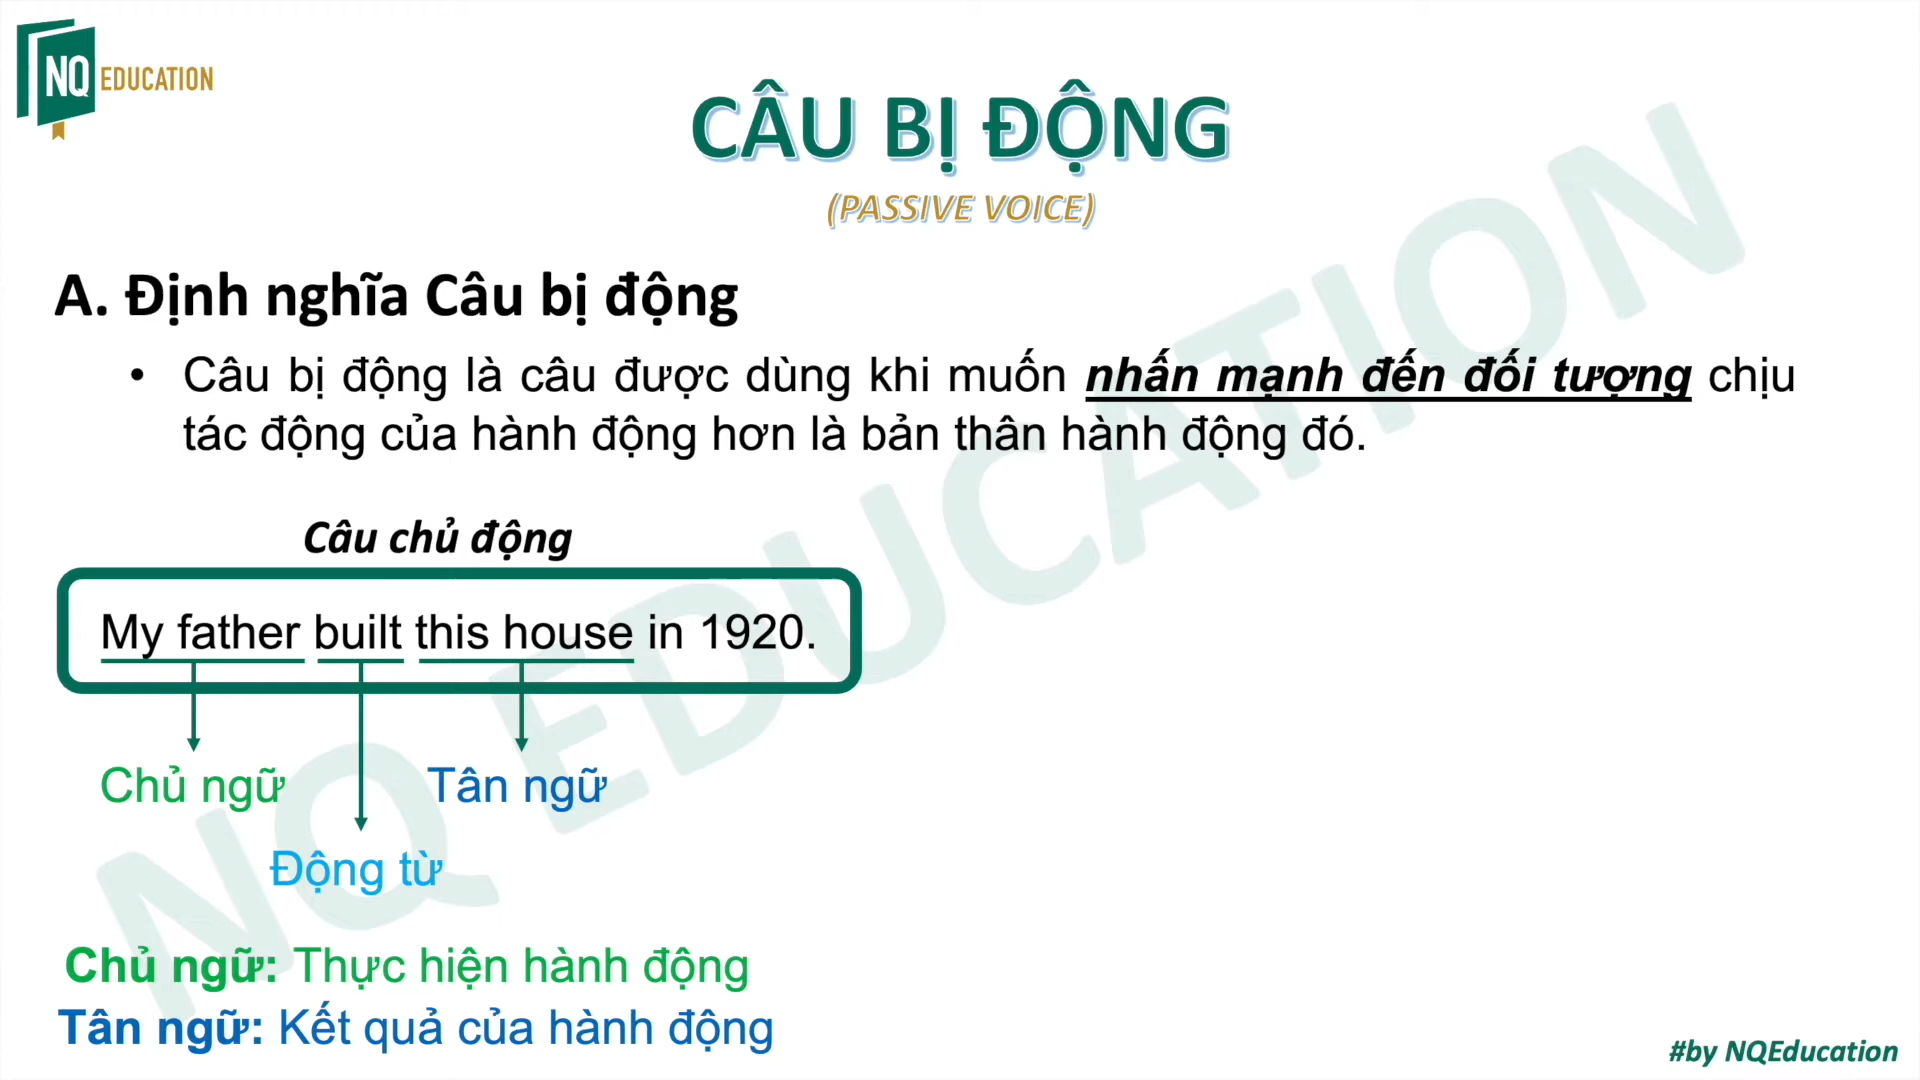 NQ EDUCATION
CÂU BỊ ĐỘNG
(PASSIVE VOICE)
A. Định nghĩa Câu bị động
• Câu bị động là câu được dùng khi muốn nhấn mạnh đến đối tượng chịu
tác động của hành động hơn là bản thân hành động đó.
Câu chủ động
My father built this house in 1920.
Chủ ngữ Tân ngữ
Động từ
Chủ ngữ: Thực hiện hành động
Tân ngữ: Kết quả của hành động
#by NQEducation
NQ EDUCATION